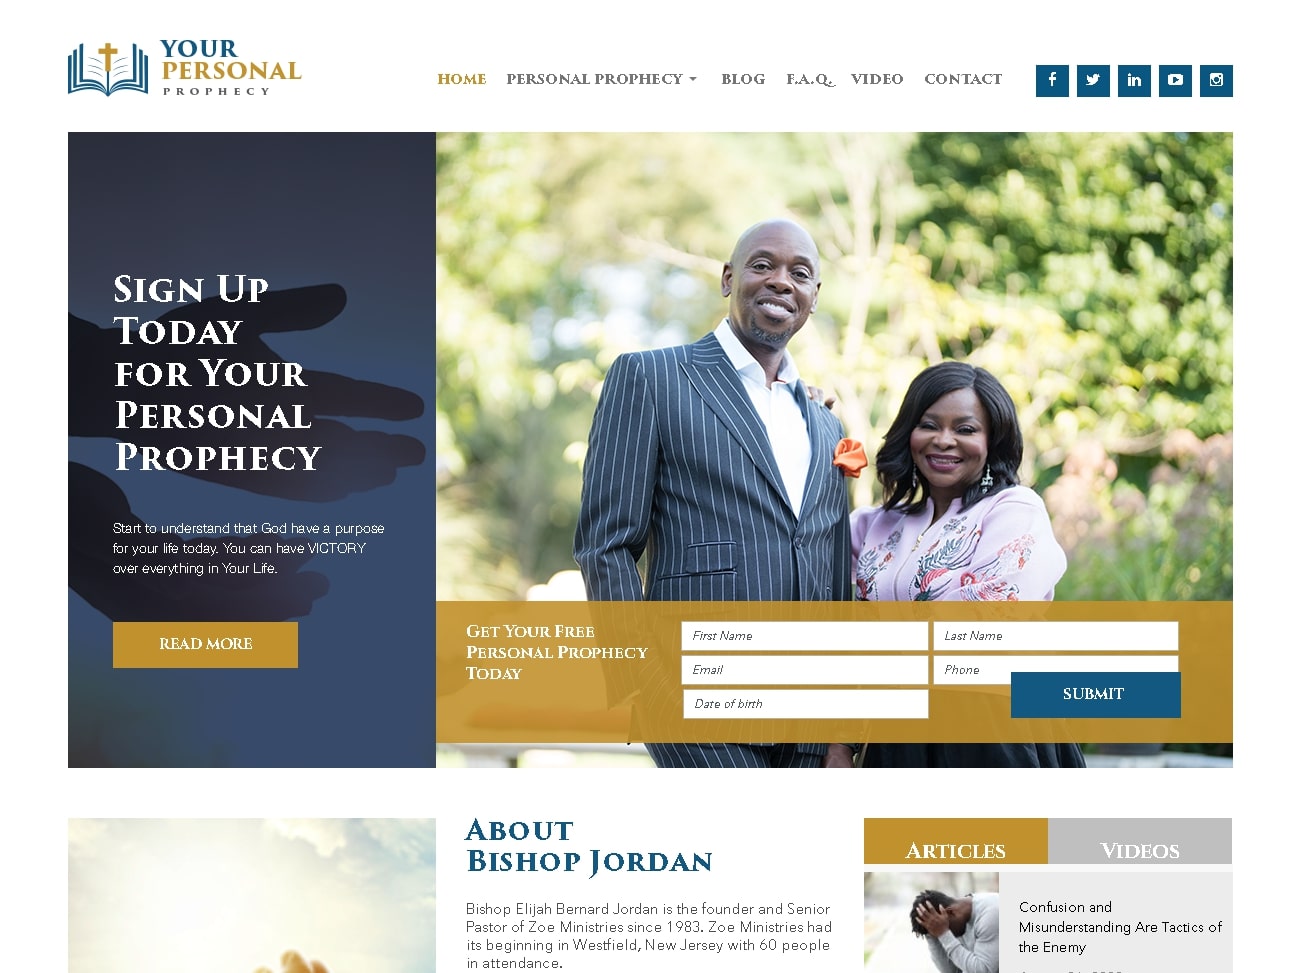 YOUR
PERSONAL
PROPHECY
HOME PERSONAL PROPHECY BLOG F.A.Q. VIDEO CONTACT
Sign Up
Today
for Your
Personal
Prophecy
Start to understand that God have a purpose
for your life today. You can have VICTORY
over everything in Your Life.
READ MORE
Get Your Free
Personal Prophecy
Today
First Name
Last Name
Email
Phone
Date of birth
SUBMIT
About
Bishop Jordan
Bishop Elijah Bernard Jordan is the founder and Senior
Pastor of Zoe Ministries since 1983. Zoe Ministries had
its beginning in Westfield, New Jersey with 60 people
in attendance.
Articles
Videos
Confusion and
Misunderstanding Are Tactics of
the Enemy